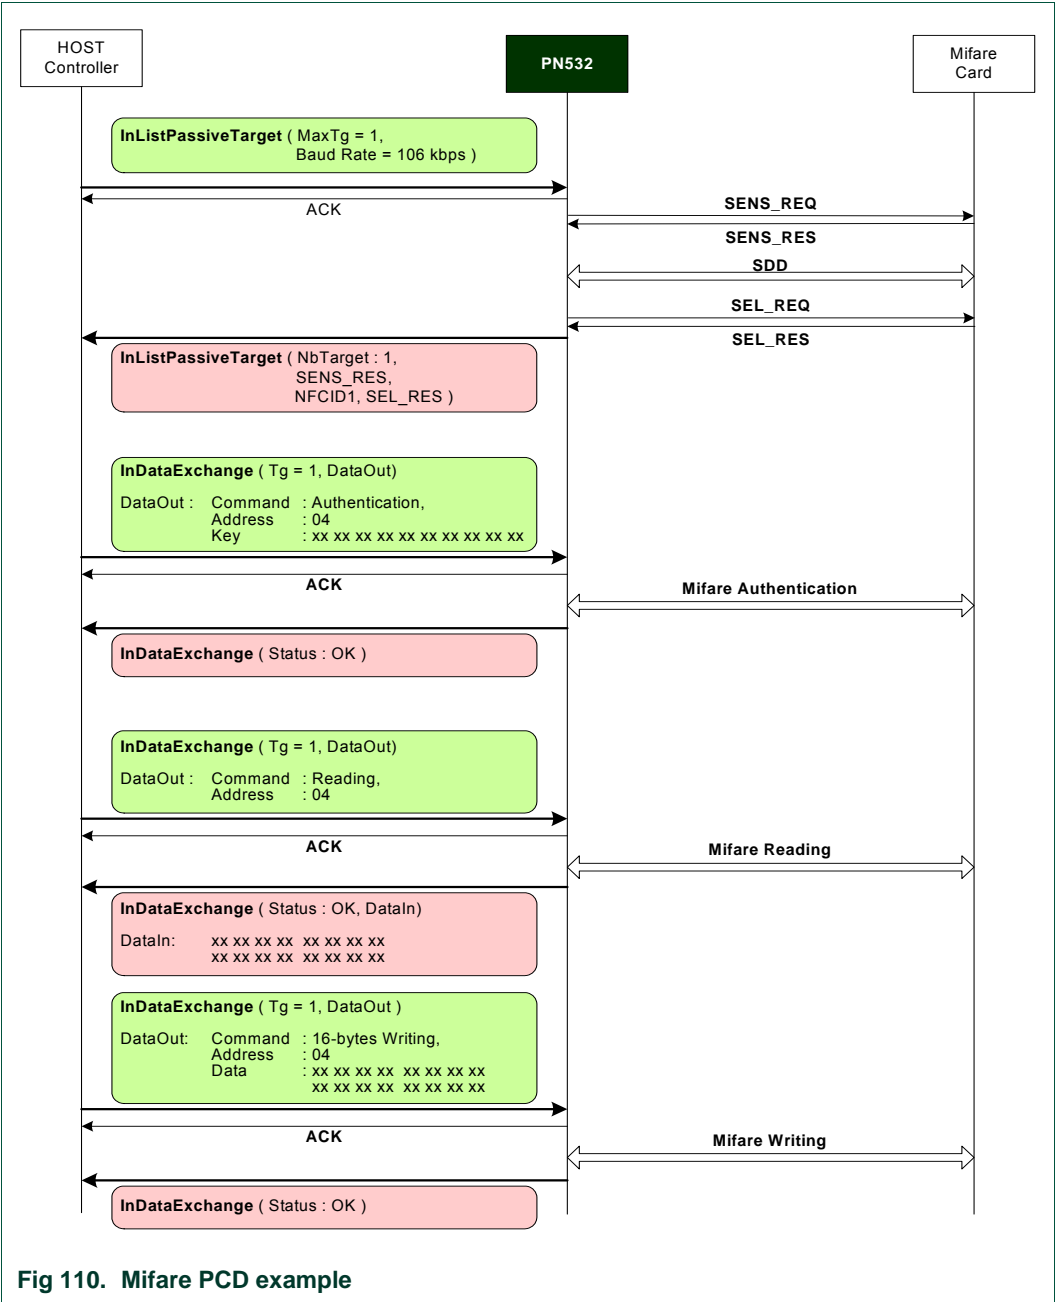 HOST
Controller
PN532
Mifare
Card
InListPassiveTarget ( MaxTg = 1,
Baud Rate = 106 kbps )
ACK
SENS_REQ
SENS_RES
SDD
SEL_REQ
SEL_RES
InListPassiveTarget ( NbTarget : 1,
SENS_RES,
NFCID1, SEL_RES )
InDataExchange ( Tg = 1, DataOut)
DataOut : Command : Authentication,
Address : 04
Key : xx xx xx xx xx xx xx xx xx xx
ACK
Mifare Authentication
InDataExchange ( Status : OK )
InDataExchange ( Tg = 1, DataOut)
DataOut : Command : Reading,
Address : 04
ACK
Mifare Reading
InDataExchange ( Status : OK, DataIn)
DataIn: xx xx xx xx xx xx xx xx
xx xx xx xx xx xx xx xx
InDataExchange ( Tg = 1, DataOut )
DataOut: Command : 16-bytes Writing,
Address : 04
Data : xx xx xx xx xx xx xx xx
xx xx xx xx xx xx xx xx
ACK
Mifare Writing
InDataExchange ( Status : OK )
Fig 110. Mifare PCD example